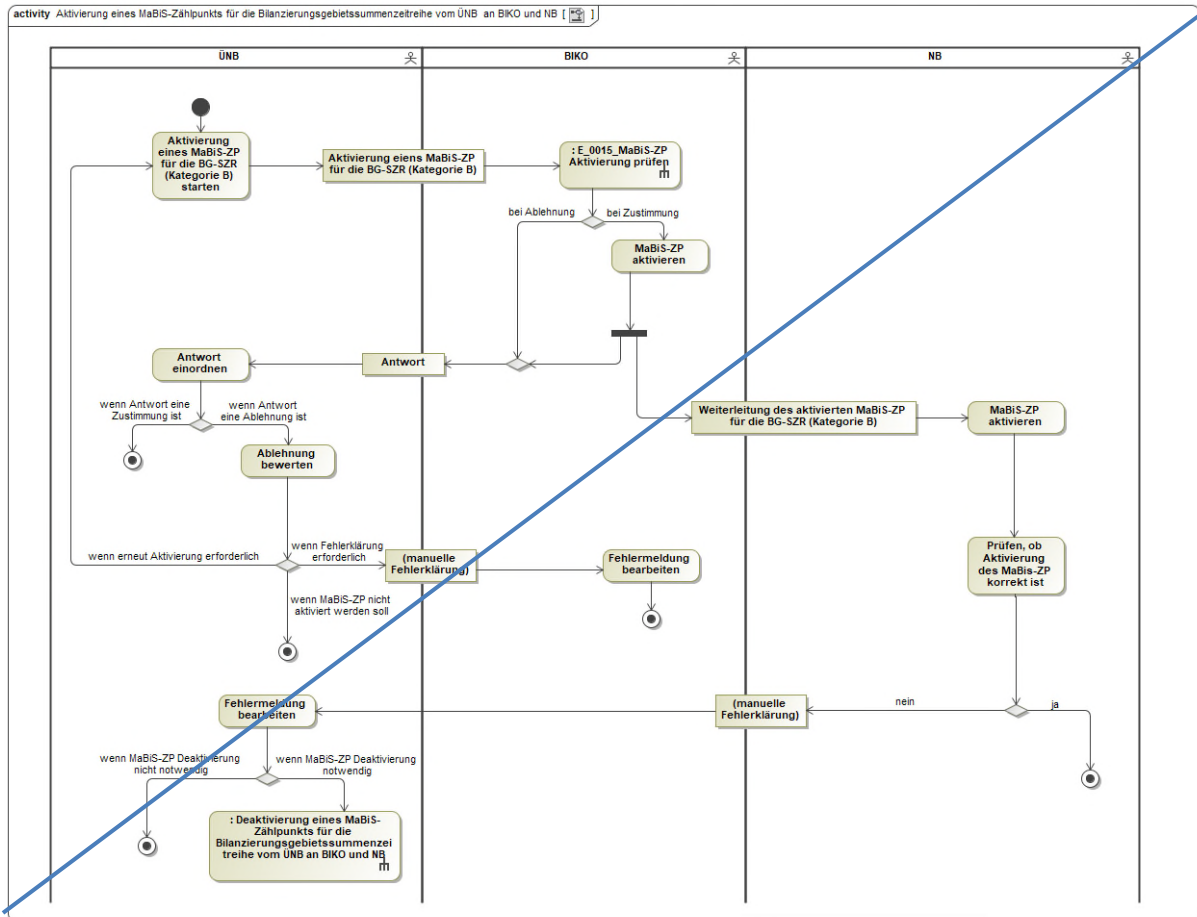 activity Aktivierung eines MaBiS-Zählpunkts für die Bilanzierungsgebietssummenzeitreihe vom ÜNB an BIKO und NB [ ]
ÜNB
BIKO
NB
Aktivierung
eines MaBiS-ZP
für die BG-SZR
(Kategorie B)
starten
Aktivierung eiens MaBiS-ZP
für die BG-SZR (Kategorie B)
: E_0015_MaBiS-ZP
Aktivierung prüfen
bei Ablehnung
bei Zustimmung
MaBiS-ZP
aktivieren
Antwort
einordnen
Antwort
wenn Antwort eine
Zustimmung ist
wenn Antwort
eine Ablehnung ist
Weiterleitung des aktivierten MaBiS-ZP
für die BG-SZR (Kategorie B)
MaBiS-ZP
aktivieren
Ablehnung
bewerten
wenn erneut Aktivierung erforderlich
wenn Fehlerklärung
erforderlich
(manuelle
Fehlerklärung)
Fehlermeldung
bearbeiten
Prüfen, ob
Aktivierung
des MaBis-ZP
korrekt ist
wenn MaBiS-ZP nicht
aktiviert werden soll
Fehlermeldung
bearbeiten
(manuelle
Fehlerklärung)
nein
ja
wenn MaBiS-ZP Deaktivierung
nicht notwendig
wenn MaBiS-ZP Deaktivierung
notwendig
: Deaktivierung eines MaBiS-
Zählpunkts für die
Bilanzierungsgebietssummenzei
treihe vom ÜNB an BIKO und NB